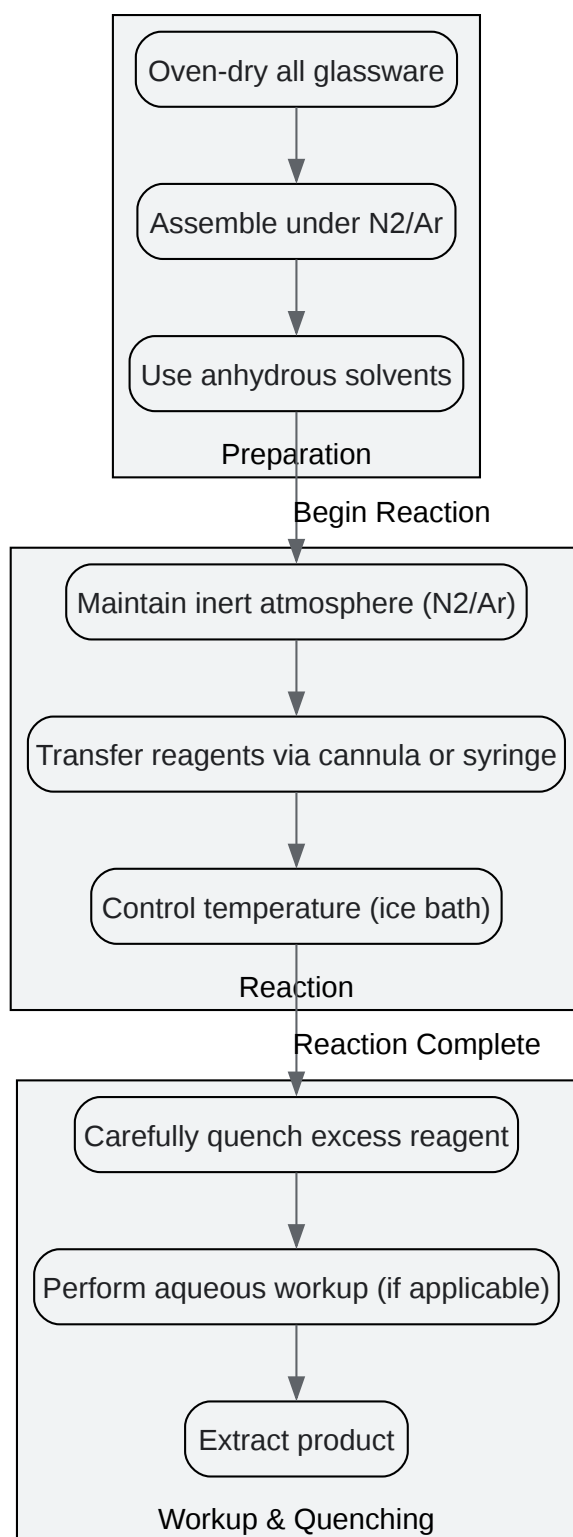 Oven-dry all glassware
Assemble under N2/Ar
Use anhydrous solvents
Preparation
Begin Reaction
Maintain inert atmosphere (N2/Ar)
Transfer reagents via cannula or syringe
Control temperature (ice bath)
Reaction
Reaction Complete
Carefully quench excess reagent
Perform aqueous workup (if applicable)
Extract product
Workup & Quenching